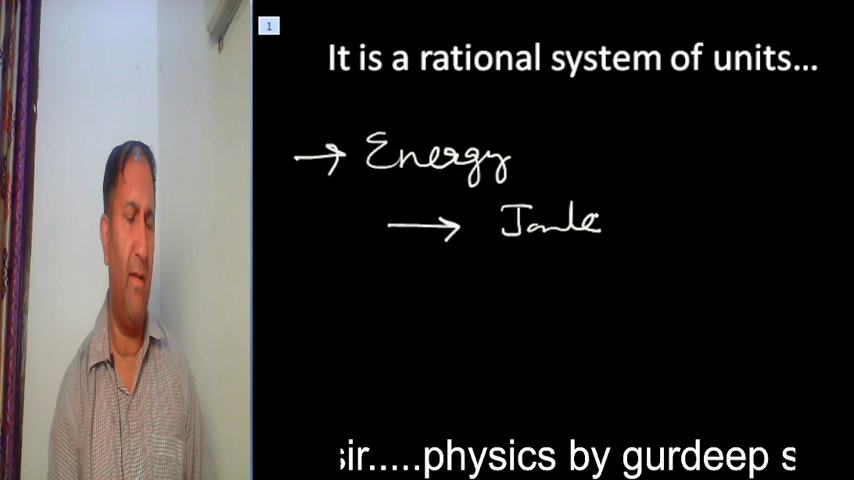 1
It is a rational system of units...
→ Energy
→ Joule
sir.....physics by gurdeep s